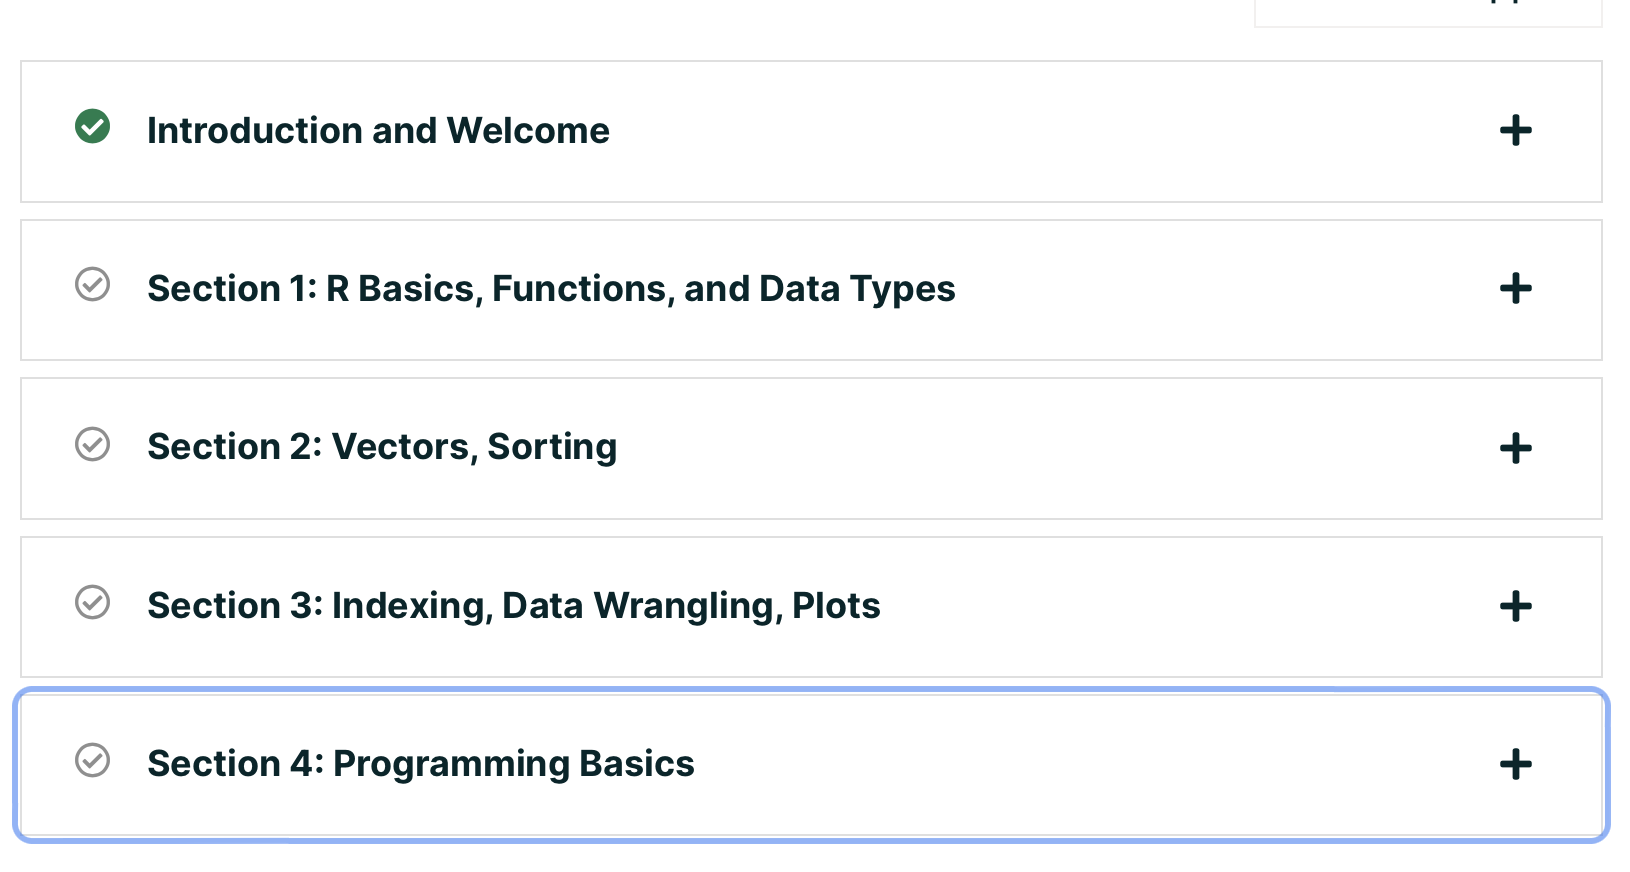 Introduction and Welcome
Section 1: R Basics, Functions, and Data Types
Section 2: Vectors, Sorting
Section 3: Indexing, Data Wrangling, Plots
Section 4: Programming Basics